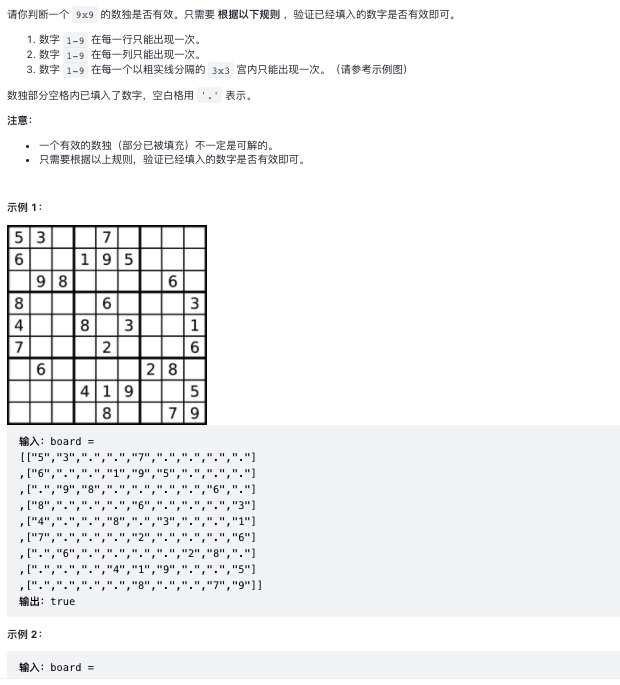 请你判断一个 9x9 的数独是否有效。只需要 根据以下规则 ，验证已经填入的数字是否有效即可。
1. 数字 1-9 在每一行只能出现一次。
2. 数字 1-9 在每一列只能出现一次。
3. 数字 1-9 在每一个以粗实线分隔的 3x3 宫内只能出现一次。（请参考示例图）
数独部分空格内已填入了数字，空白格用 '.' 表示。
注意：
• 一个有效的数独（部分已被填充）不一定是可解的。
• 只需要根据以上规则，验证已经填入的数字是否有效即可。
示例 1：
5 3 7
6 1 9 5
9 8 6
8 6 3
4 8 3 1
7 2 6
6 2 8
4 1 9 5
8 7 9
输入：board =
[["5","3",".",".","7",".",".",".","."]
,["6",".",".","1","9","5",".",".","."]
,[".","9","8",".",".",".",".","6","."]
,["8",".",".",".","6",".",".",".","3"]
,["4",".",".","8",".","3",".",".","1"]
,["7",".",".",".","2",".",".",".","6"]
,[".","6",".",".",".",".","2","8","."]
,[".",".",".","4","1","9",".",".","5"]
,[".",".",".",".","8",".",".","7","9"]]
输出：true
示例 2：
输入：board =